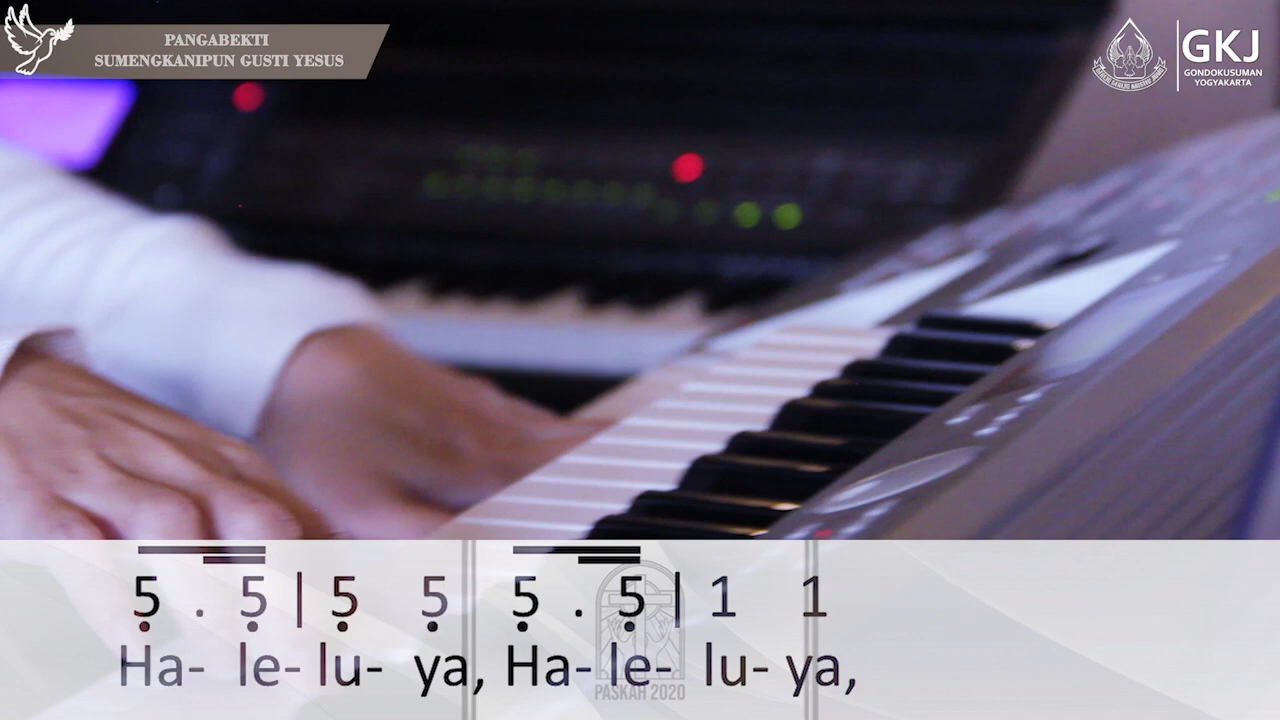 PANGABEKTI
SUMENGKANIPUN GUSTI YESUS
GKJ
GONDOKUSUMAN
YOGYAKARTA
5̣ . 5̣ | 5̣ 5̣ 5̣ . 5̣ | 1 1
Ha- le- lu- ya, Ha- le- lu- ya,
PASKAH 2020